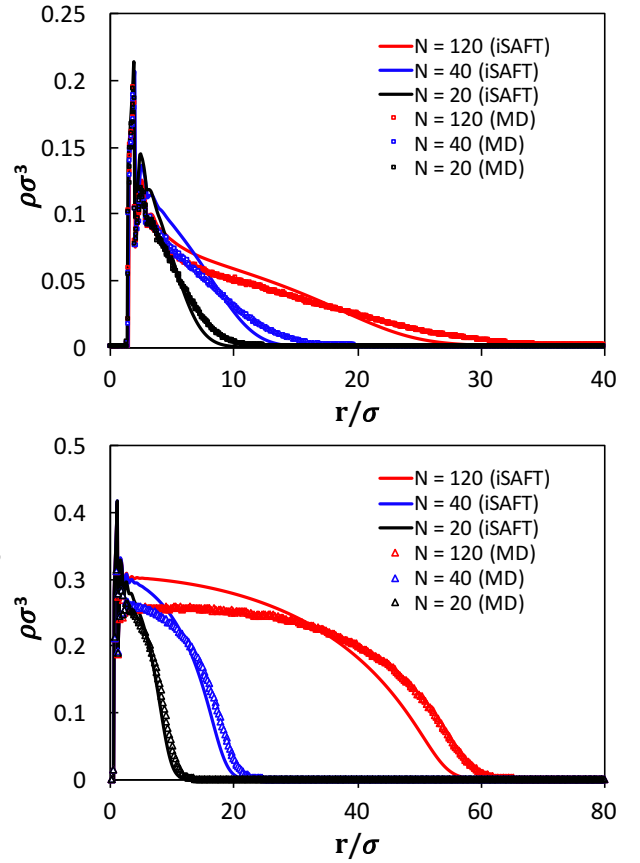 0.25
0.2
0.15
0.1
0.05
0
ρσ³
N = 120 (iSAFT)
N = 40 (iSAFT)
N = 20 (iSAFT)
N = 120 (MD)
N = 40 (MD)
N = 20 (MD)
0 10 20 30 40
r/σ
0.5
0.4
0.3
0.2
0.1
0
ρσ³
N = 120 (iSAFT)
N = 40 (iSAFT)
N = 20 (iSAFT)
N = 120 (MD)
N = 40 (MD)
N = 20 (MD)
0 20 40 60 80
r/σ